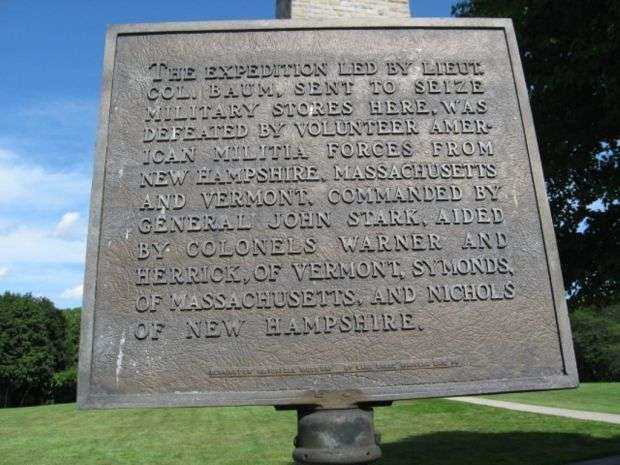 THE EXPEDITION LED BY LIEUT.
COL. BAUM, SENT TO SEIZE
MILITARY STORES HERE, WAS
DEFEATED BY VOLUNTEER AMER-
ICAN MILITIA FORCES FROM
NEW HAMPSHIRE, MASSACHUSETTS
AND VERMONT, COMMANDED BY
GENERAL JOHN STARK, AIDED
BY COLONELS WARNER AND
HERRICK, OF VERMONT, SYMONDS,
OF MASSACHUSETTS, AND NICHOLS
OF NEW HAMPSHIRE.